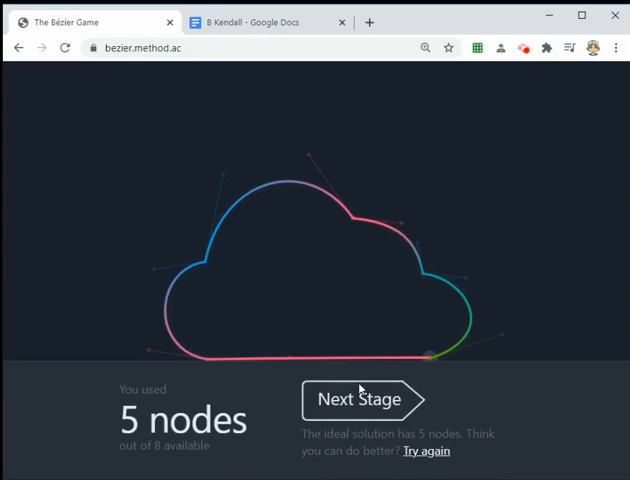 The Bézier Game
B Kendall - Google Docs
bezier.method.ac
You used
5 nodes
out of 8 available
Next Stage
The ideal solution has 5 nodes. Think
you can do better? Try again